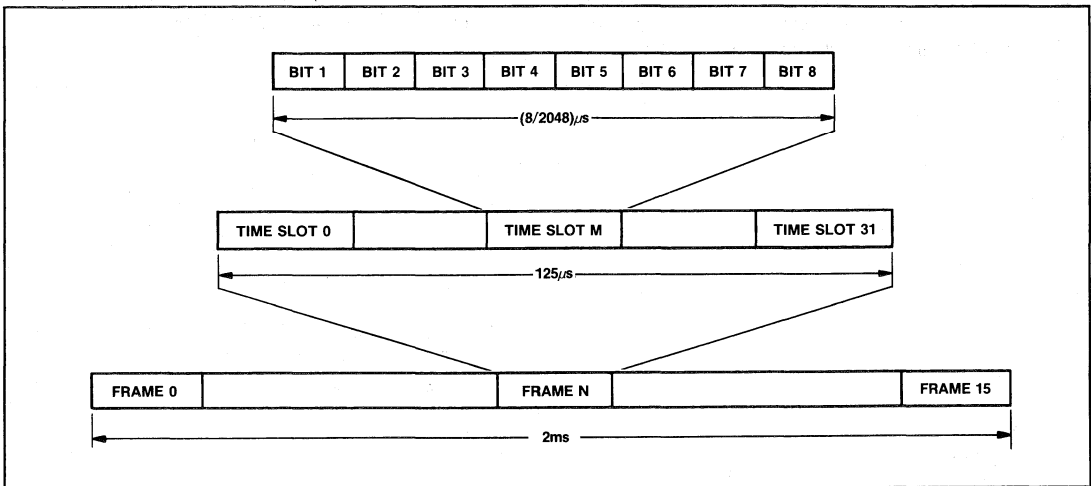 BIT 1 BIT 2 BIT 3 BIT 4 BIT 5 BIT 6 BIT 7 BIT 8
(8/2048)µs
TIME SLOT 0 TIME SLOT M TIME SLOT 31
125µs
FRAME 0 FRAME N FRAME 15
2ms